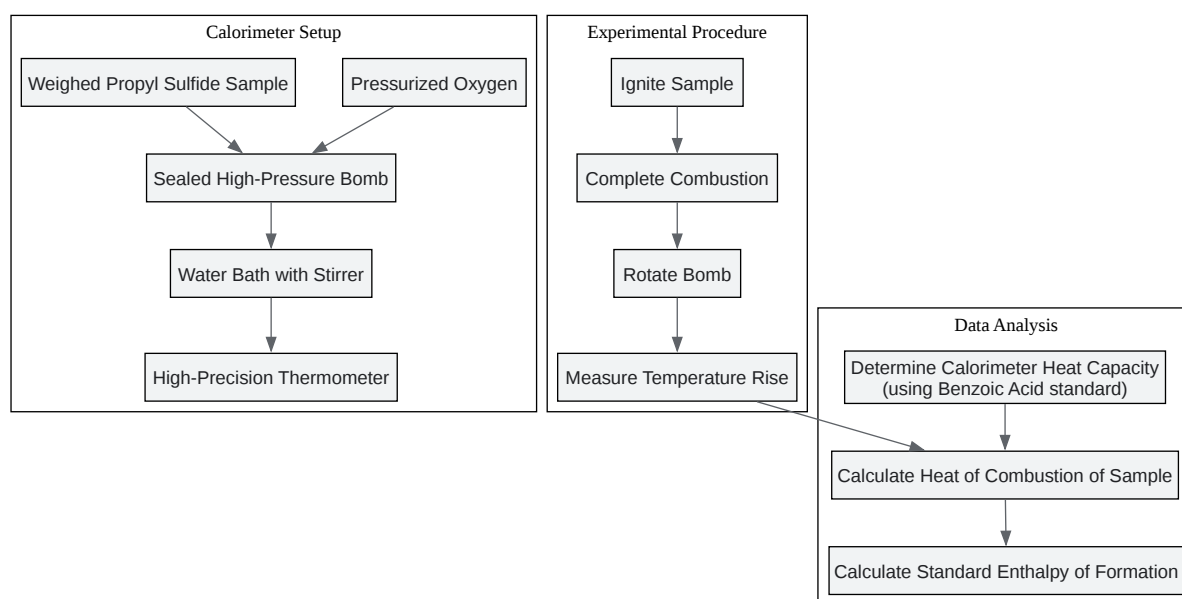 Calorimeter Setup
Weighed Propyl Sulfide Sample
Pressurized Oxygen
Sealed High-Pressure Bomb
Water Bath with Stirrer
High-Precision Thermometer
Experimental Procedure
Ignite Sample
Complete Combustion
Rotate Bomb
Measure Temperature Rise
Data Analysis
Determine Calorimeter Heat Capacity
(using Benzoic Acid standard)
Calculate Heat of Combustion of Sample
Calculate Standard Enthalpy of Formation